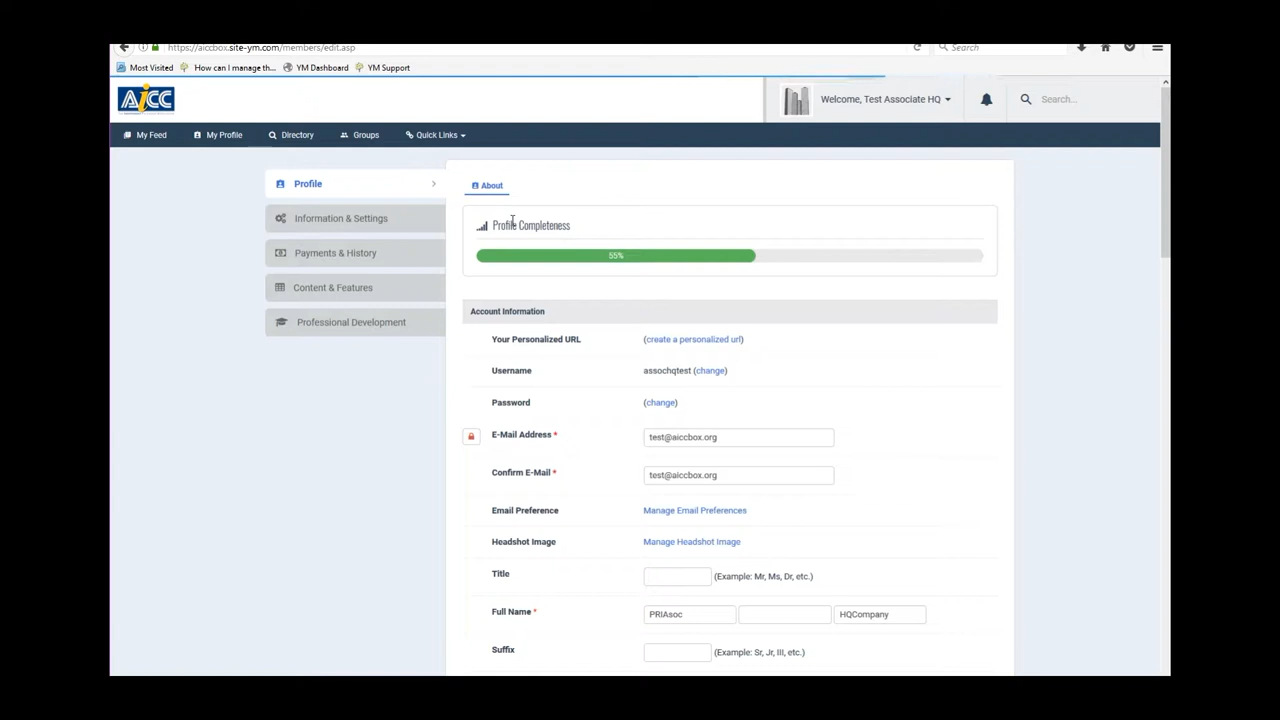 https://aiccbox.site-ym.com/members/edit.asp
Search
Most Visited
How can I manage th...
YM Dashboard
YM Support
AICC
Welcome, Test Associate HQ
Search...
My Feed
My Profile
Directory
Groups
Quick Links
Profile
Information & Settings
Payments & History
Content & Features
Professional Development
About
Profile Completeness
55%
Account Information
Your Personalized URL (create a personalized url)
Username assochqtest (change)
Password (change)
E-Mail Address * test@aiccbox.org
Confirm E-Mail * test@aiccbox.org
Email Preference Manage Email Preferences
Headshot Image Manage Headshot Image
Title (Example: Mr, Ms, Dr, etc.)
Full Name * PRIAsoc HQCompany
Suffix (Example: Sr, Jr, III, etc.)